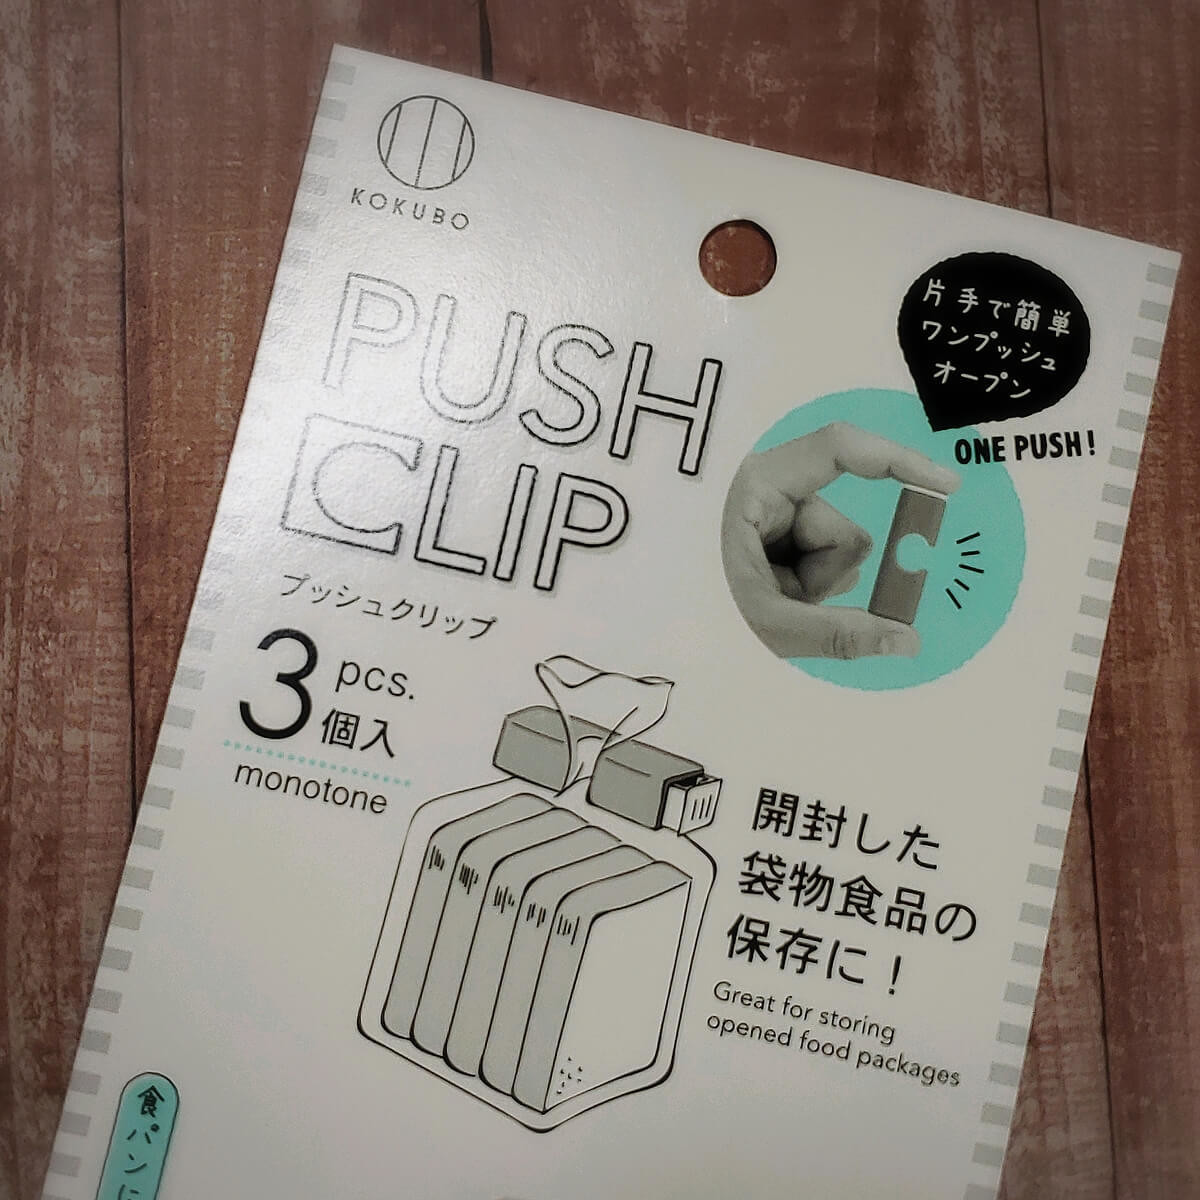 KOKUBO
PUSH
CLIP
プッシュクリップ
3 pcs.
個入
monotone
片手で簡単
ワンプッシュ
オープン
ONE PUSH!
開封した
袋物食品の
保存に！
Great for storing
opened food packages
食パンに